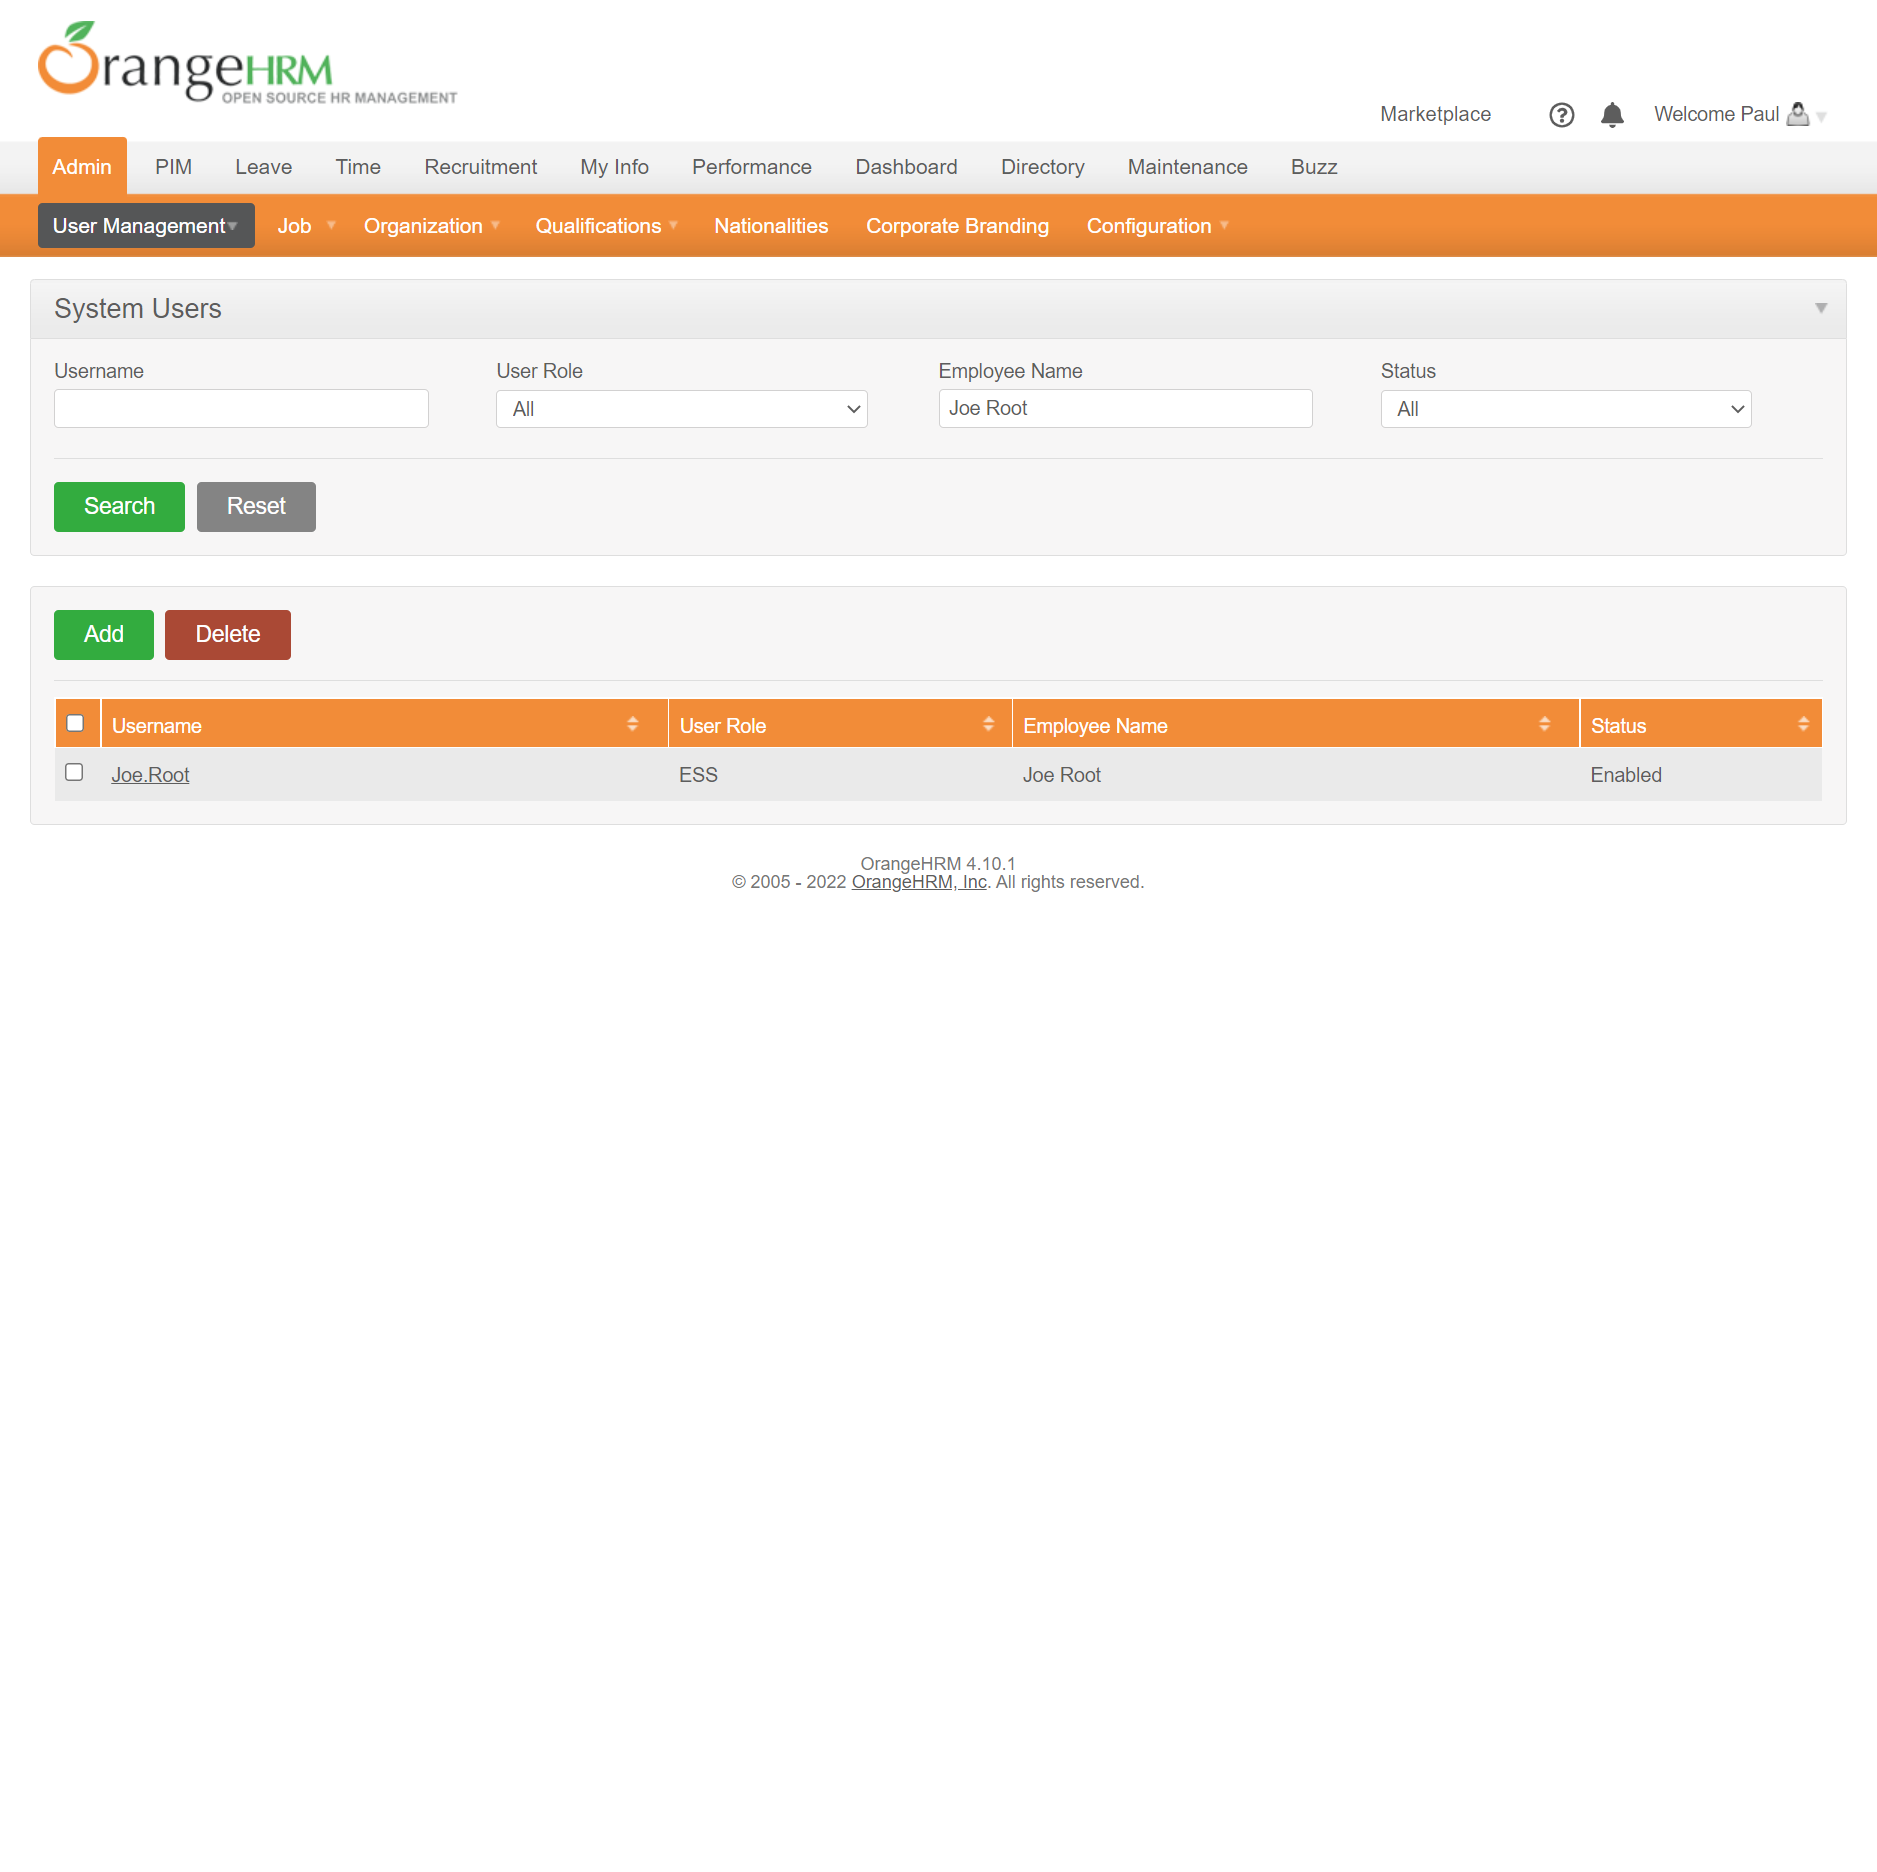 OrangeHRM
OPEN SOURCE HR MANAGEMENT
Marketplace Welcome Paul
Admin PIM Leave Time Recruitment My Info Performance Dashboard Directory Maintenance Buzz
User Management Job Organization Qualifications Nationalities Corporate Branding Configuration
System Users
Username User Role Employee Name Status
All Joe Root All
Search Reset
Add Delete
Username User Role Employee Name Status
Joe.Root ESS Joe Root Enabled
OrangeHRM 4.10.1
© 2005 - 2022 OrangeHRM, Inc. All rights reserved.